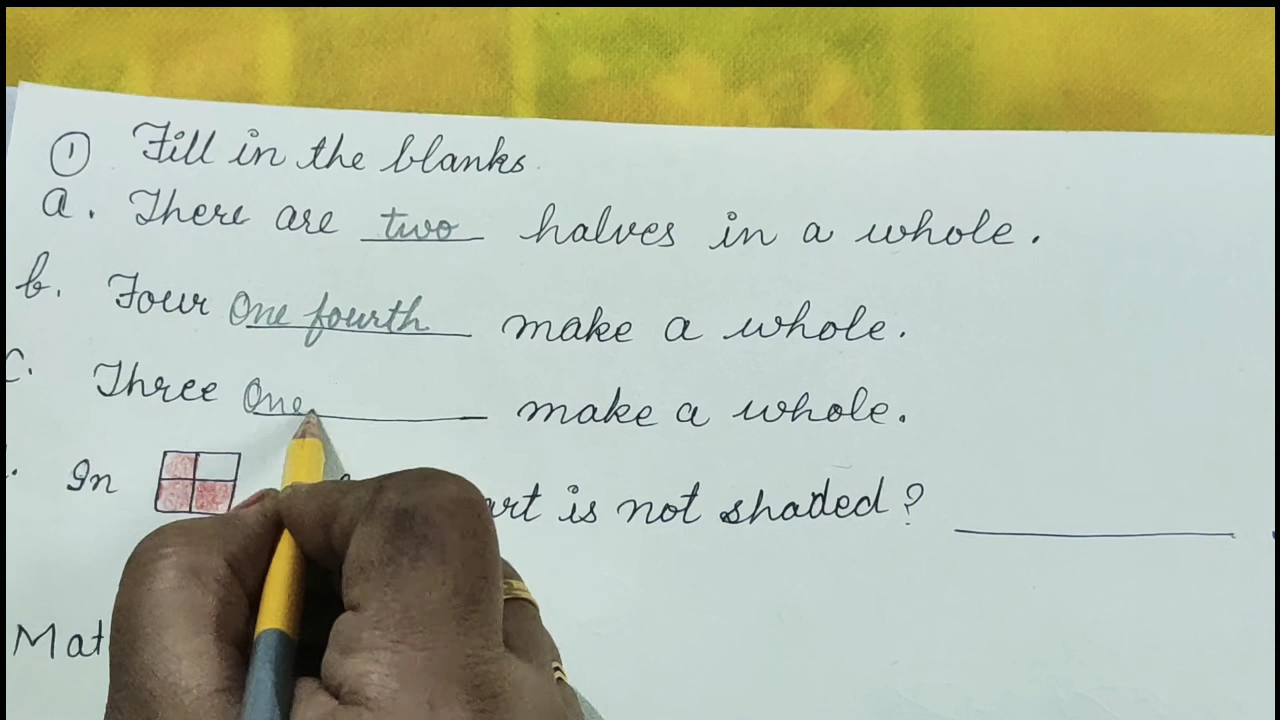 ① Fill in the blanks.
a. There are two halves in a whole.
b. Four One fourth make a whole.
c. Three One make a whole.
. In is not shaded?
Mat